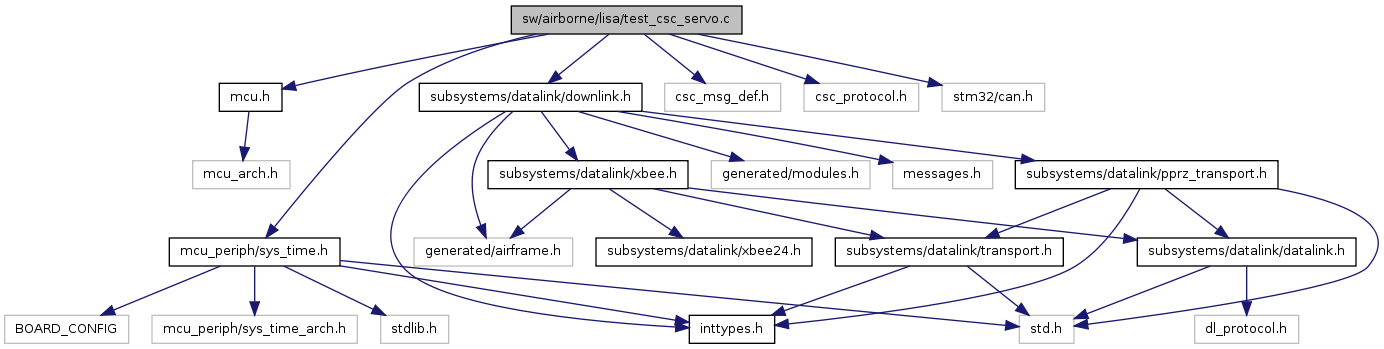 sw/airborne/lisa/test_csc_servo.c
mcu.h
subsystems/datalink/downlink.h
csc_msg_def.h
csc_protocol.h
stm32/can.h
mcu_arch.h
subsystems/datalink/xbee.h
generated/modules.h
messages.h
subsystems/datalink/pprz_transport.h
mcu_periph/sys_time.h
generated/airframe.h
subsystems/datalink/xbee24.h
subsystems/datalink/transport.h
subsystems/datalink/datalink.h
BOARD_CONFIG
mcu_periph/sys_time_arch.h
stdlib.h
inttypes.h
std.h
dl_protocol.h